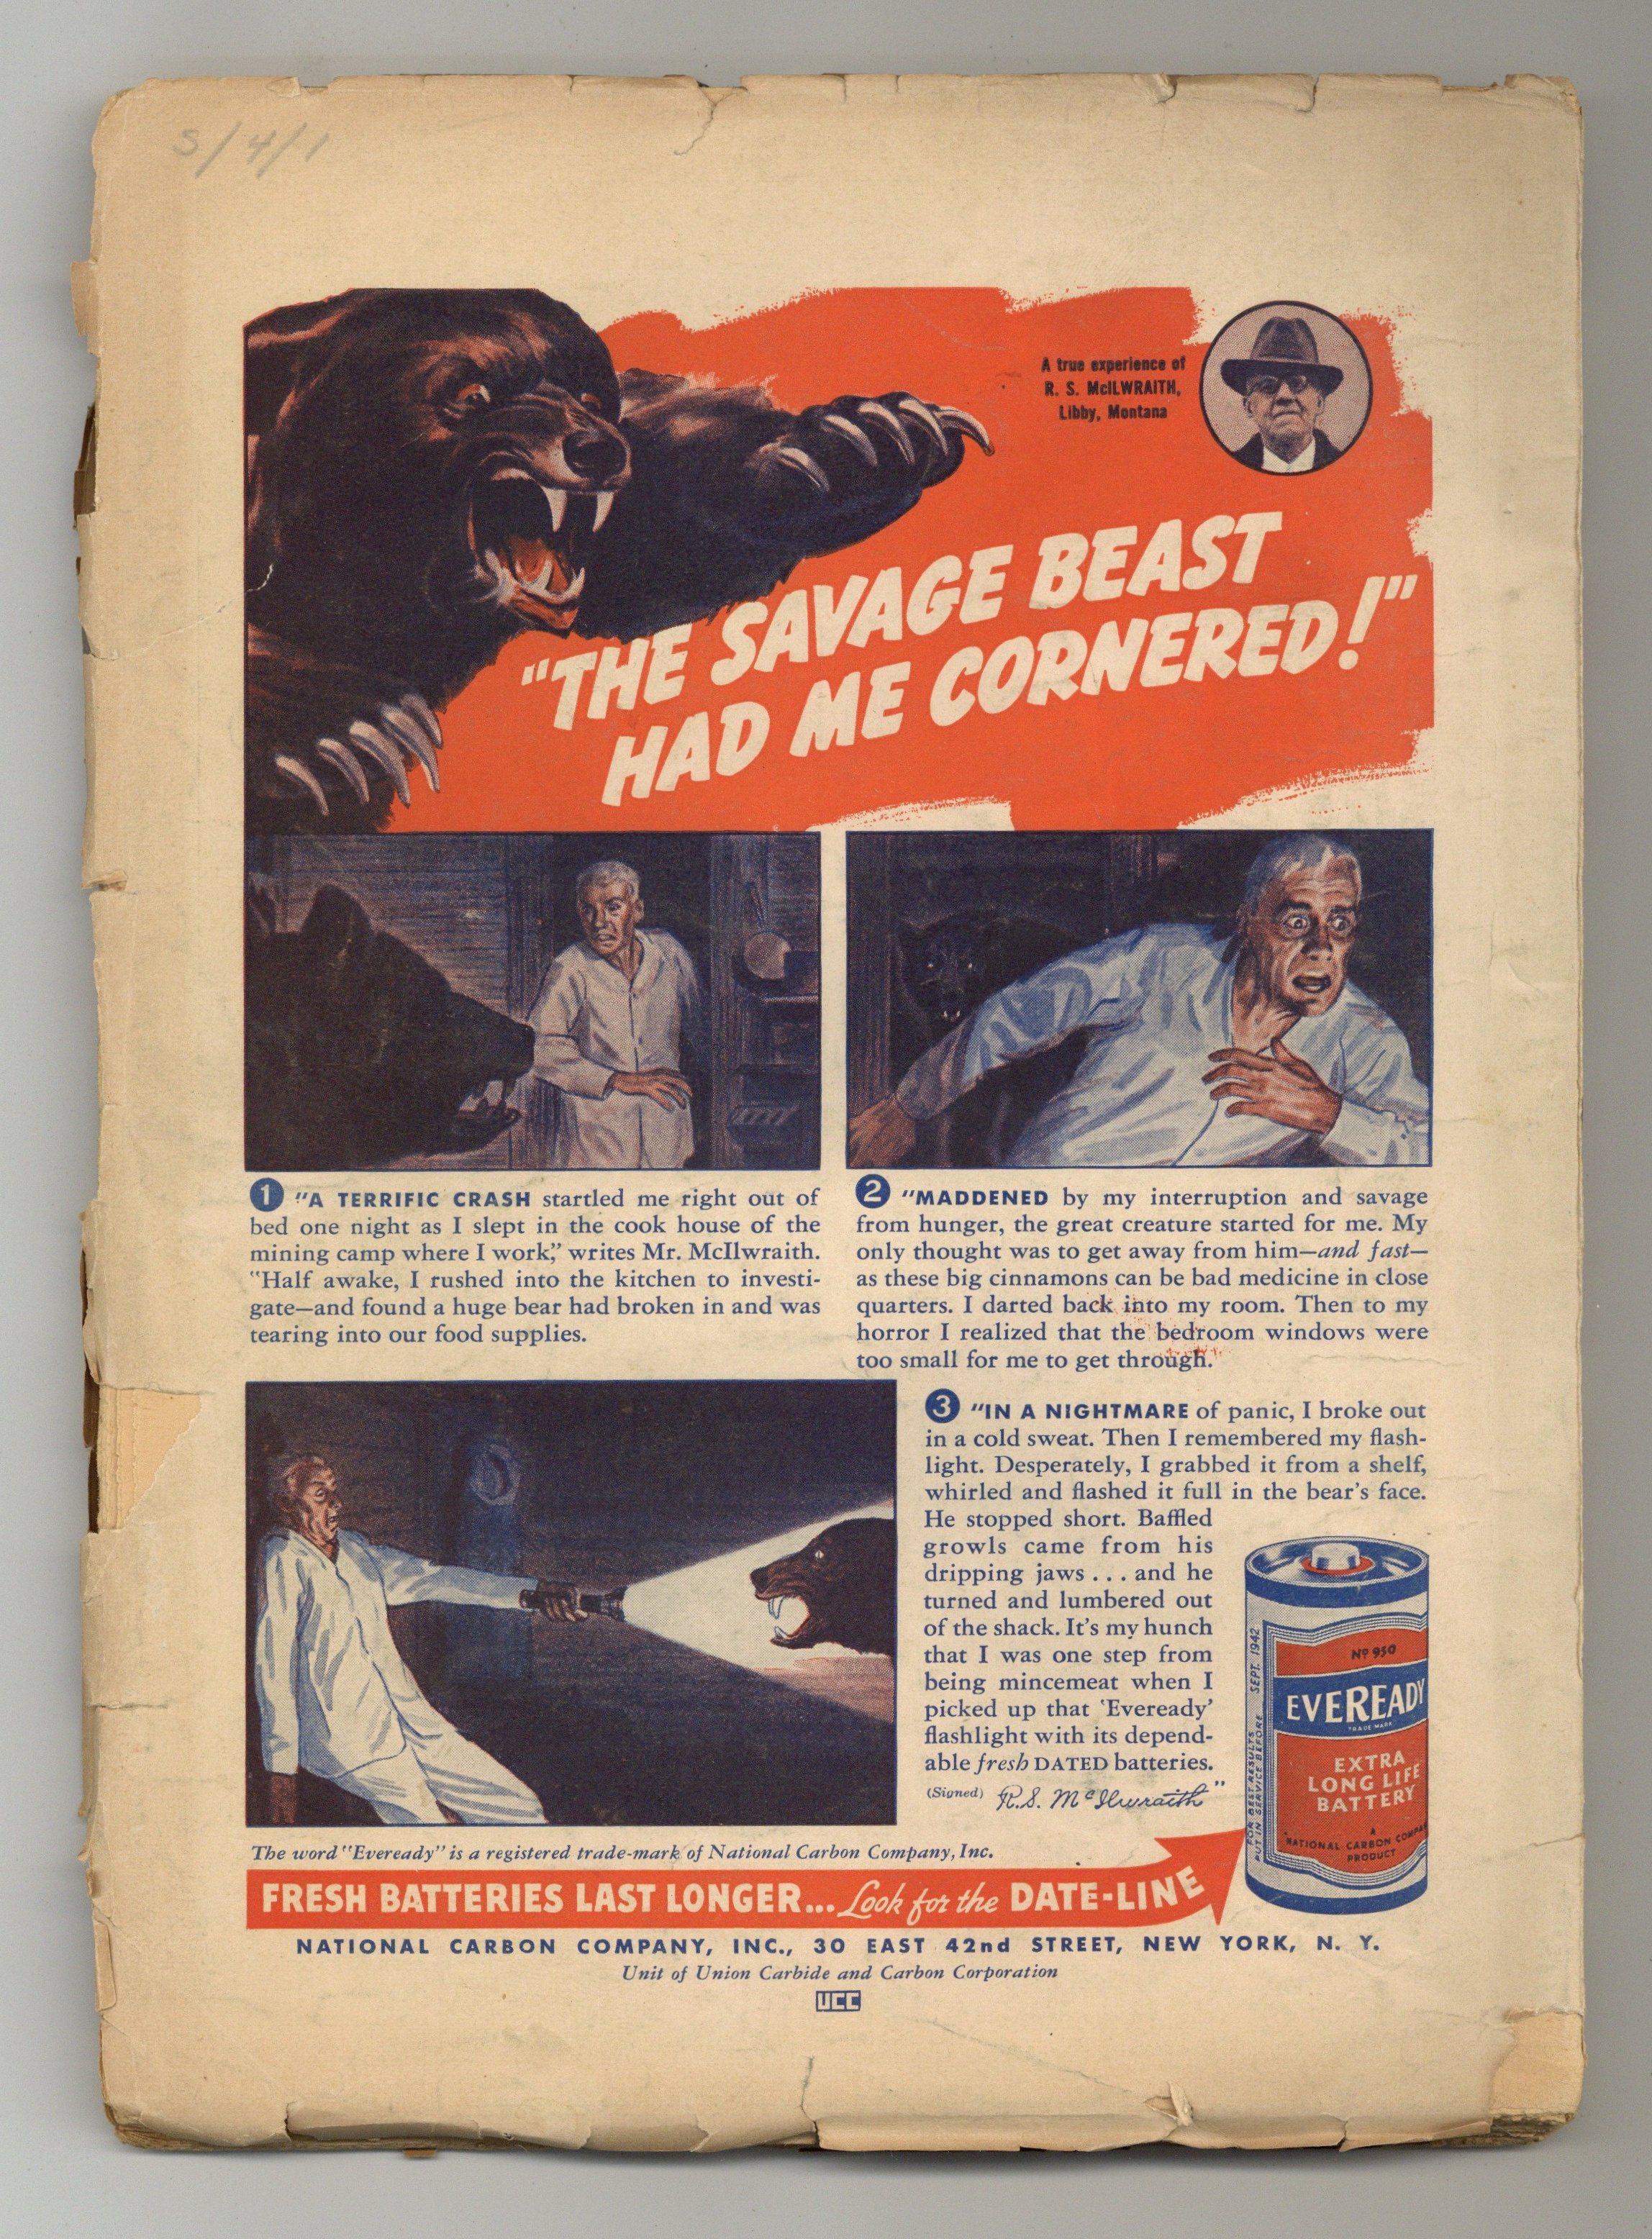 S/4/1
A true experience of
R. S. McILWRAITH,
Libby, Montana
"THE SAVAGE BEAST
HAD ME CORNERED!"
1 "A TERRIFIC CRASH startled me right out of
bed one night as I slept in the cook house of the
mining camp where I work," writes Mr. McIlwraith.
"Half awake, I rushed into the kitchen to investi-
gate—and found a huge bear had broken in and was
tearing into our food supplies.
2 "MADDENED by my interruption and savage
from hunger, the great creature started for me. My
only thought was to get away from him—and fast—
as these big cinnamons can be bad medicine in close
quarters. I darted back into my room. Then to my
horror I realized that the bedroom windows were
too small for me to get through.
3 "IN A NIGHTMARE of panic, I broke out
in a cold sweat. Then I remembered my flash-
light. Desperately, I grabbed it from a shelf,
whirled and flashed it full in the bear's face.
He stopped short. Baffled
growls came from his
dripping jaws . . . and he
turned and lumbered out
of the shack. It's my hunch
that I was one step from
being mincemeat when I
picked up that 'Eveready'
flashlight with its depend-
able fresh DATED batteries.
(Signed) R.S. McIlwraith"
FOR BEST RESULTS
PUT IN SERVICE BEFORE SEPT. 1942
No 950
EVEREADY
TRADE MARK
EXTRA
LONG LIFE
BATTERY
A
NATIONAL CARBON COMPA
PRODUCT
The word "Eveready" is a registered trade-mark of National Carbon Company, Inc.
FRESH BATTERIES LAST LONGER... Look for the DATE-LINE
NATIONAL CARBON COMPANY, INC., 30 EAST 42nd STREET, NEW YORK, N. Y.
Unit of Union Carbide and Carbon Corporation
UCC